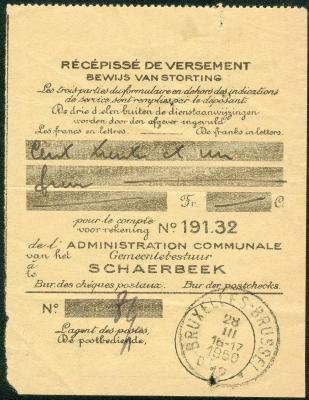 RÉCÉPISSÉ DE VERSEMENT
BEWIJS VAN STORTING
Les trois parties du formulaire en dehors des indications
de service sont remplies par le déposant.
De drie deelen buiten de dienstaanwijzingen
worden door den afgever ingevuld.
Les francs en lettres. De franks in letters.
Cent trente et un
Fr. C.
pour le compte
voor rekening No 191.32
de l'ADMINISTRATION COMMUNALE
van het Gemeentebestuur
à
te SCHAERBEEK
Bur. des chèques postaux. Bur. der postchecks.
No
L'agent des postes,
De postbediende,
BRUXELLES-BRUSSEL
28
III
16-17
1950